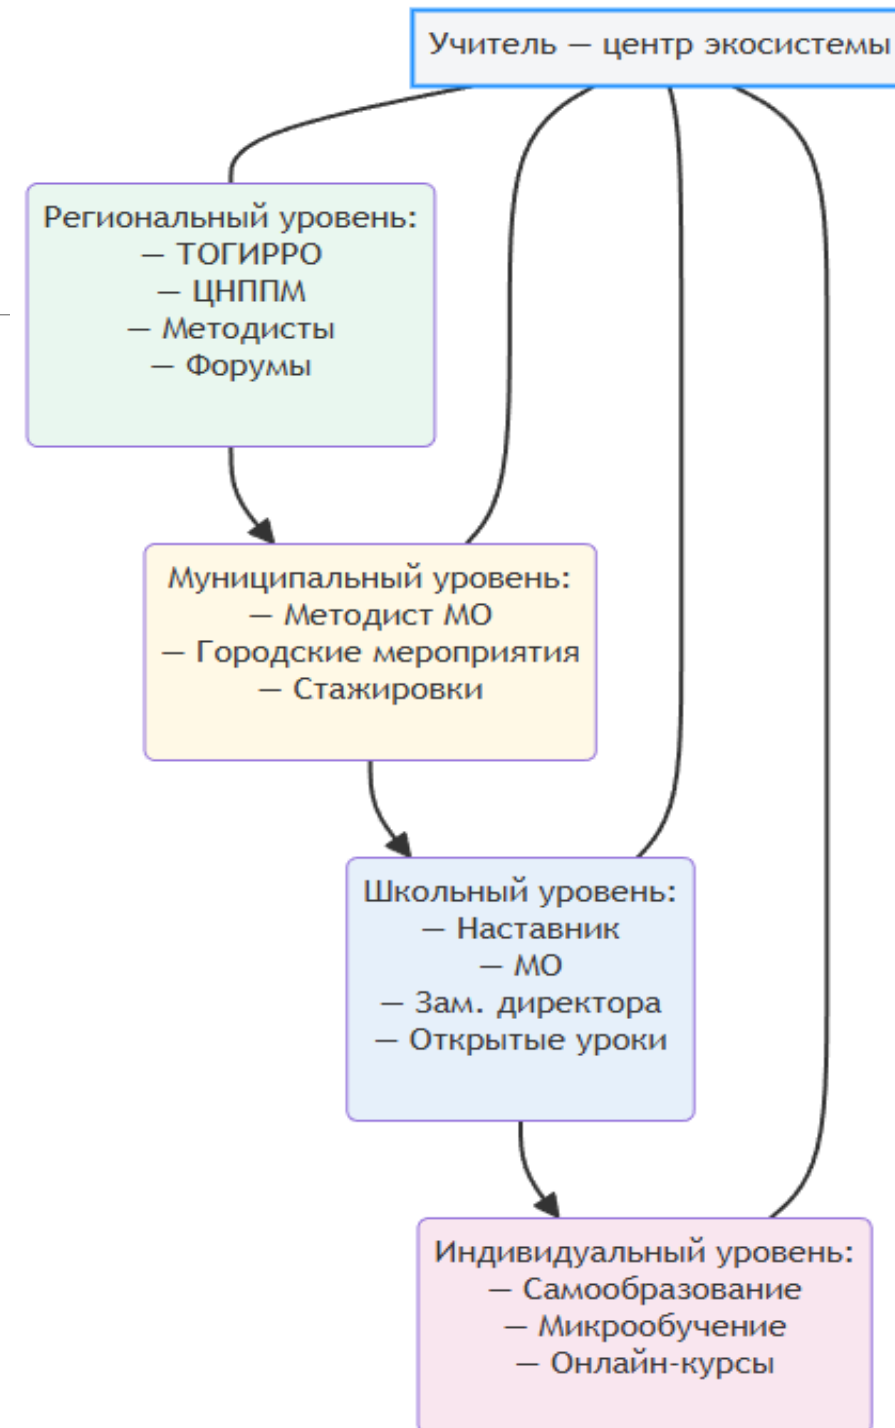 Учитель — центр экосистемы
Региональный уровень:
— ТОГИРРО
— ЦНППМ
— Методисты
— Форумы
Муниципальный уровень:
— Методист МО
— Городские мероприятия
— Стажировки
Школьный уровень:
— Наставник
— МО
— Зам. директора
— Открытые уроки
Индивидуальный уровень:
— Самообразование
— Микрообучение
— Онлайн-курсы